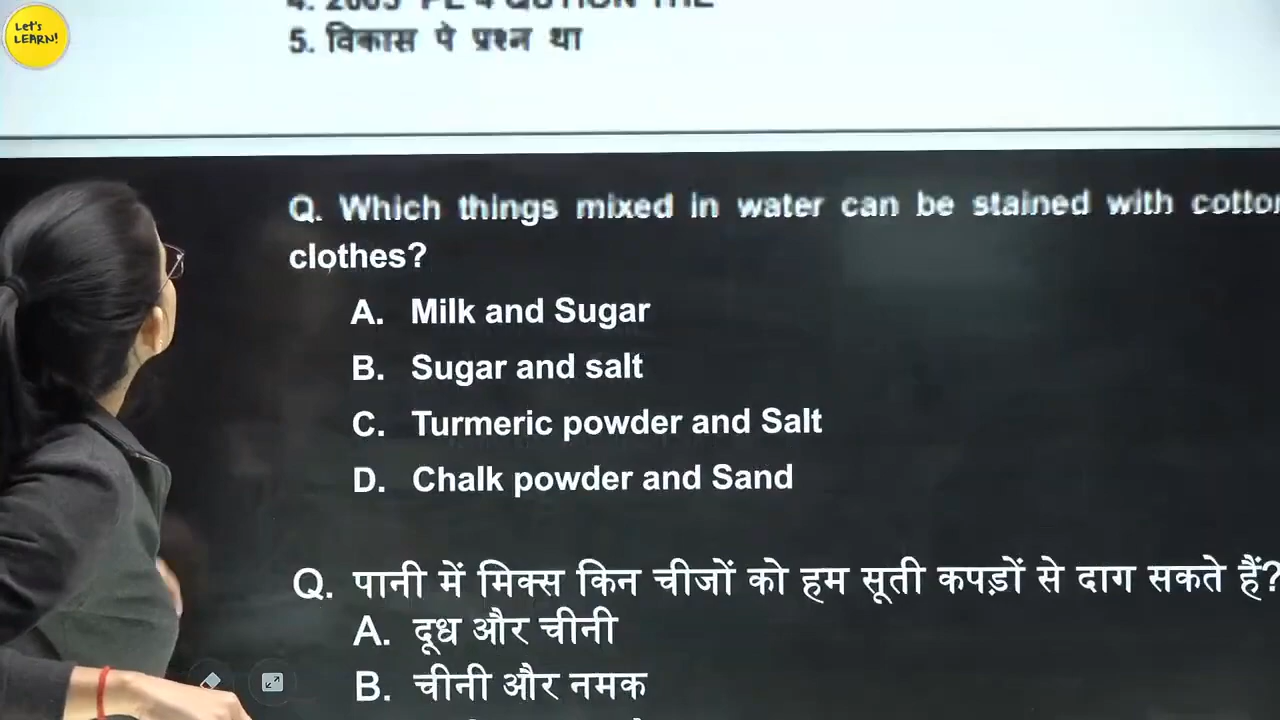 Let's
LEARN!
5. विकास पे प्रश्न था
Q. Which things mixed in water can be stained with cotton
clothes?
A. Milk and Sugar
B. Sugar and salt
C. Turmeric powder and Salt
D. Chalk powder and Sand
Q. पानी में मिक्स किन चीजों को हम सूती कपड़ों से दाग सकते हैं?
A. दूध और चीनी
B. चीनी और नमक